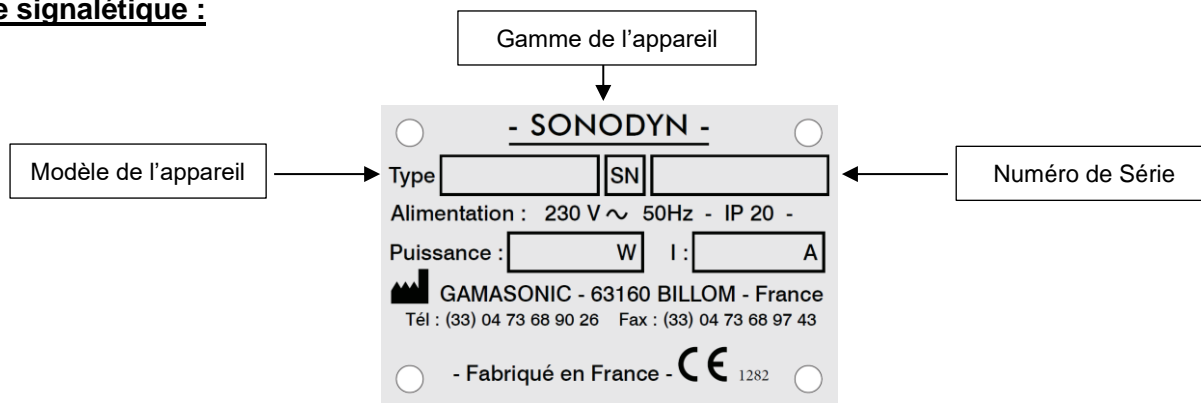 e signalétique :
Gamme de l’appareil
- SONODYN -
Modèle de l’appareil
Type SN
Numéro de Série
Alimentation : 230 V ~ 50Hz - IP 20 -
Puissance : W I : A
GAMASONIC - 63160 BILLOM - France
Tél : (33) 04 73 68 90 26 Fax : (33) 04 73 68 97 43
- Fabriqué en France - CE 1282